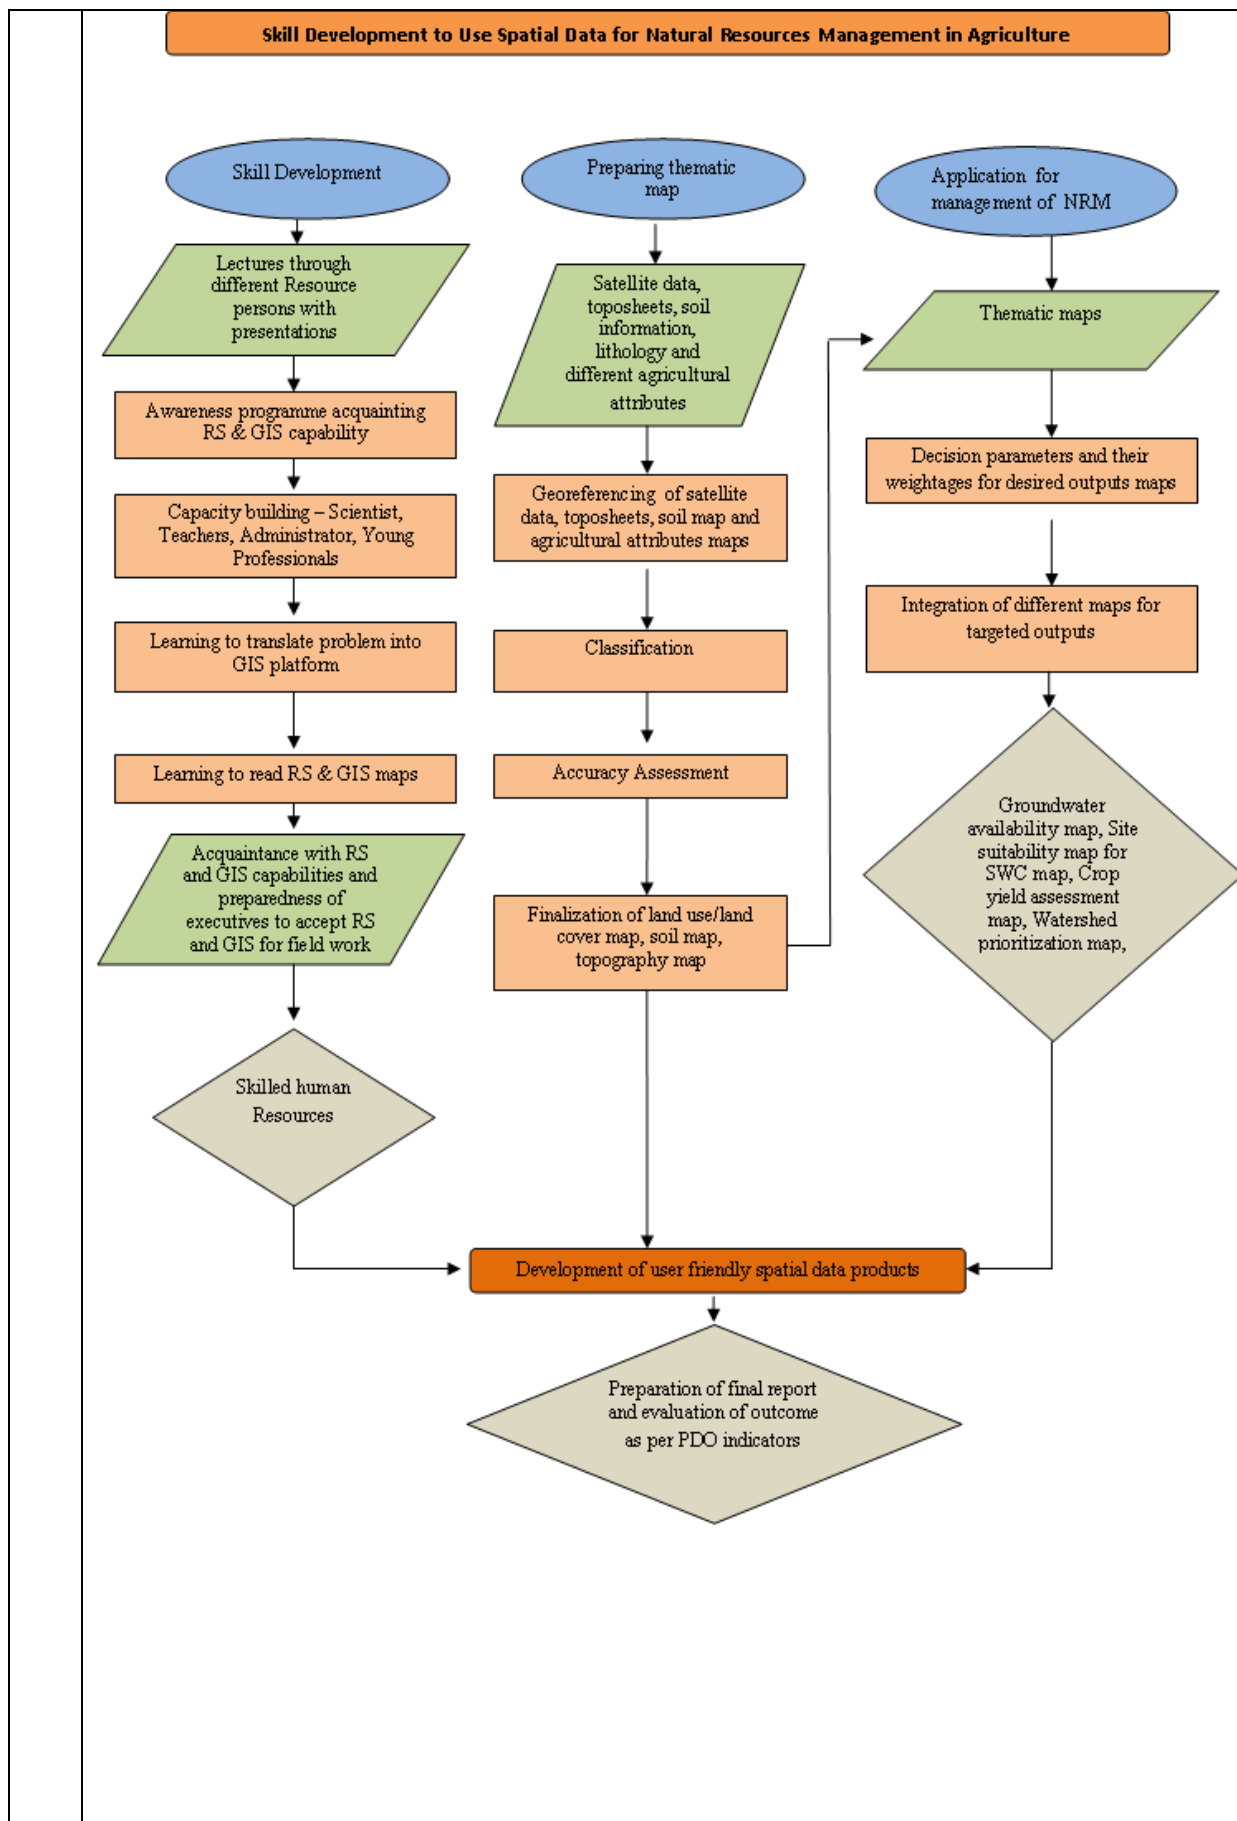 Skill Development to Use Spatial Data for Natural Resources Management in Agriculture
Skill Development
Lectures through
different Resource
persons with
presentations
Awareness programme acquainting
RS & GIS capability
Capacity building – Scientist,
Teachers, Administrator, Young
Professionals
Learning to translate problem into
GIS platform
Learning to read RS & GIS maps
Acquaintance with RS
and GIS capabilities and
preparedness of
executives to accept RS
and GIS for field work
Skilled human
Resources
Preparing thematic
map
Satellite data,
toposheets, soil
information,
lithology and
different agricultural
attributes
Georeferencing of satellite
data, toposheets, soil map and
agricultural attributes maps
Classification
Accuracy Assessment
Finalization of land use/land
cover map, soil map,
topography map
Application for
management of NRM
Thematic maps
Decision parameters and their
weightages for desired outputs maps
Integration of different maps for
targeted outputs
Groundwater
availability map, Site
suitability map for
SWC map, Crop
yield assessment
map, Watershed
prioritization map,
Development of user friendly spatial data products
Preparation of final report
and evaluation of outcome
as per PDO indicators